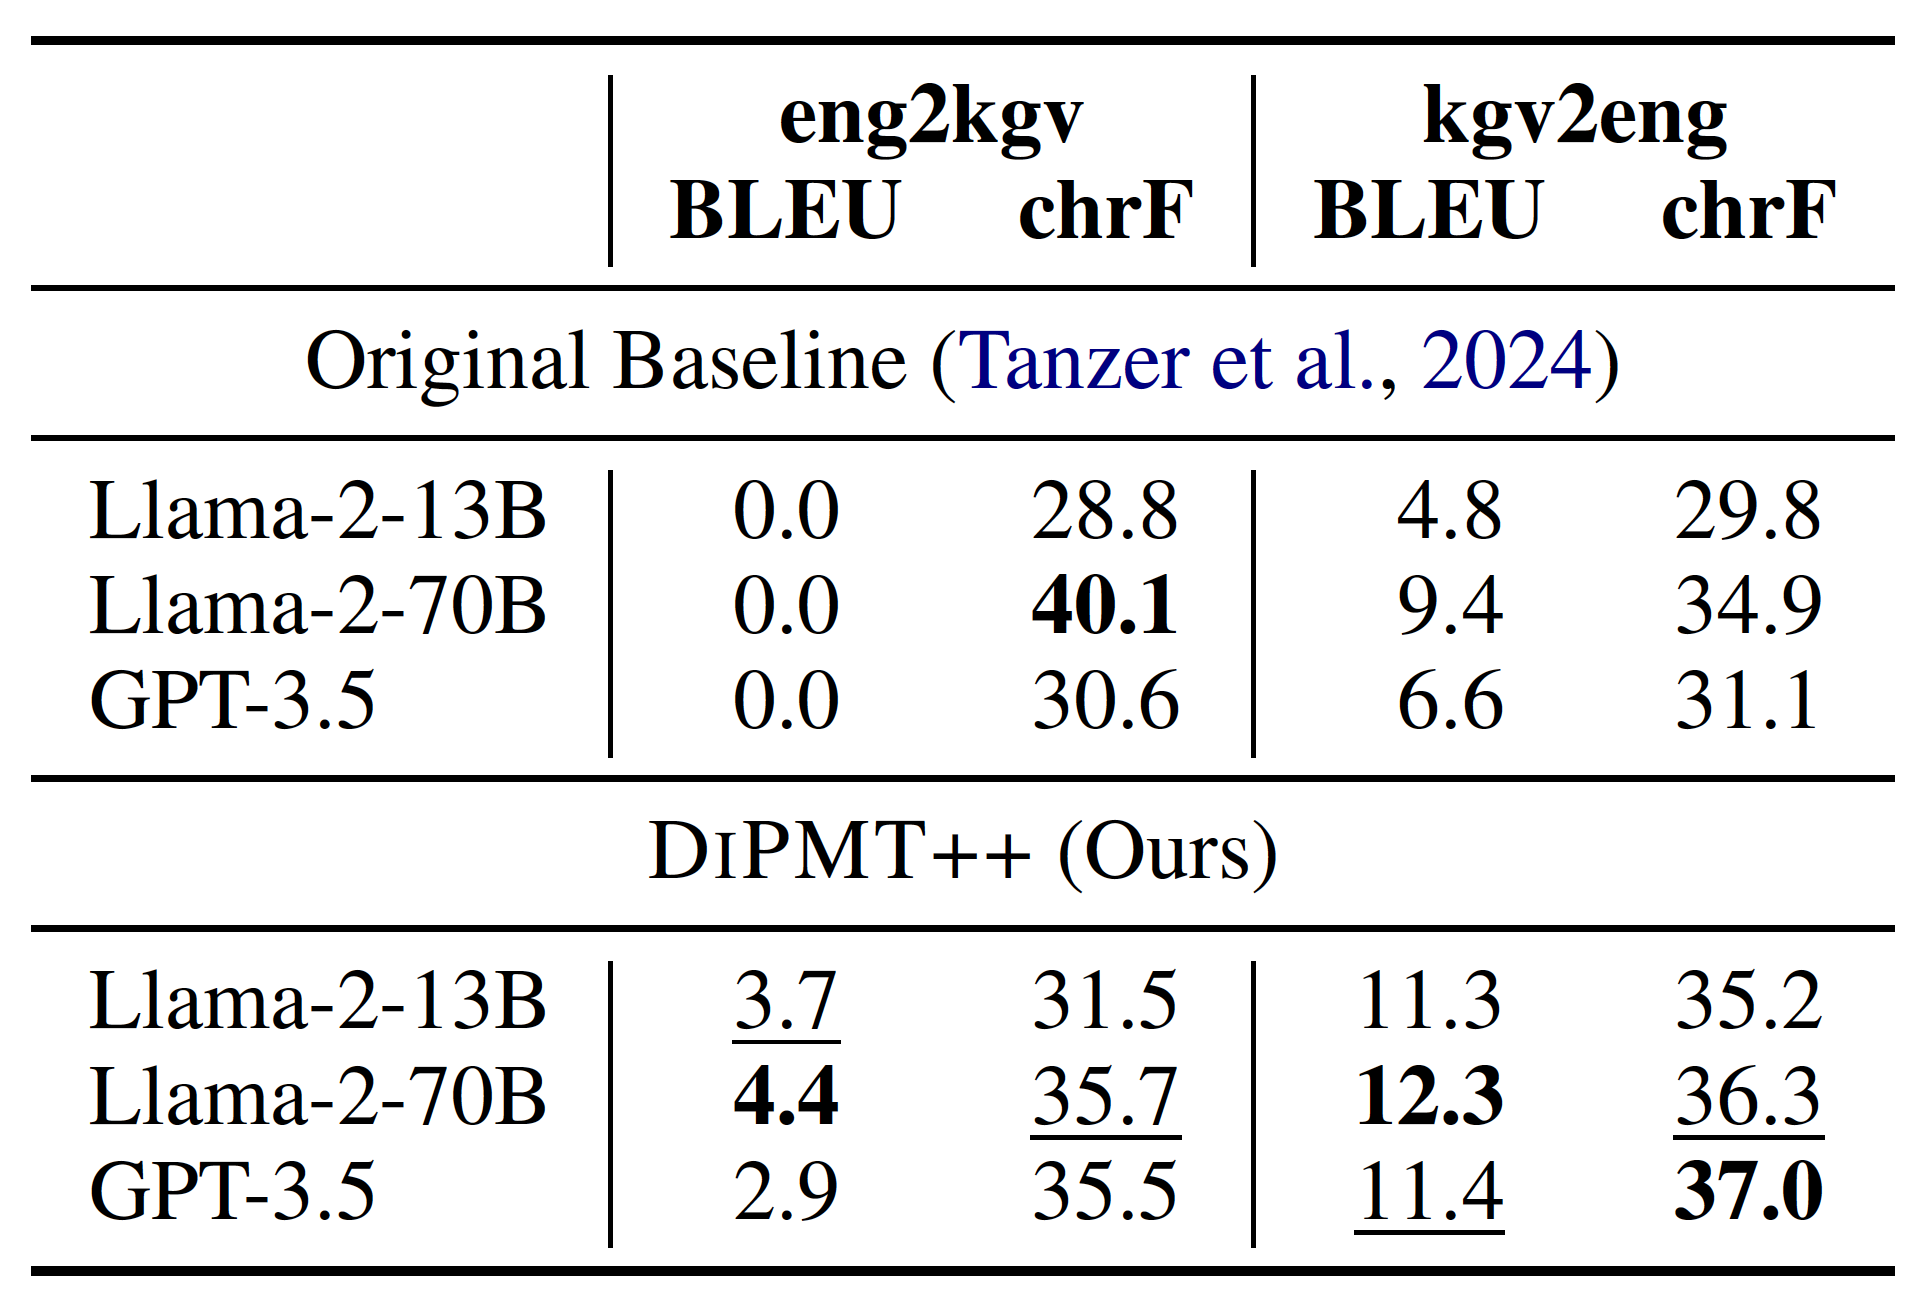 eng2kgv kgv2eng
BLEU chrF BLEU chrF
Original Baseline (Tanzer et al., 2024)
Llama-2-13B 0.0 28.8 4.8 29.8
Llama-2-70B 0.0 40.1 9.4 34.9
GPT-3.5 0.0 30.6 6.6 31.1
DIPMT++ (Ours)
Llama-2-13B 3.7 31.5 11.3 35.2
Llama-2-70B 4.4 35.7 12.3 36.3
GPT-3.5 2.9 35.5 11.4 37.0